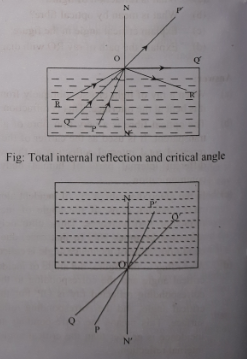 N
P'
O
Q'
R
R'
Q
P
N'
Fig: Total internal reflection and critical angle
N
P'
Q'
O
Q
P
N'